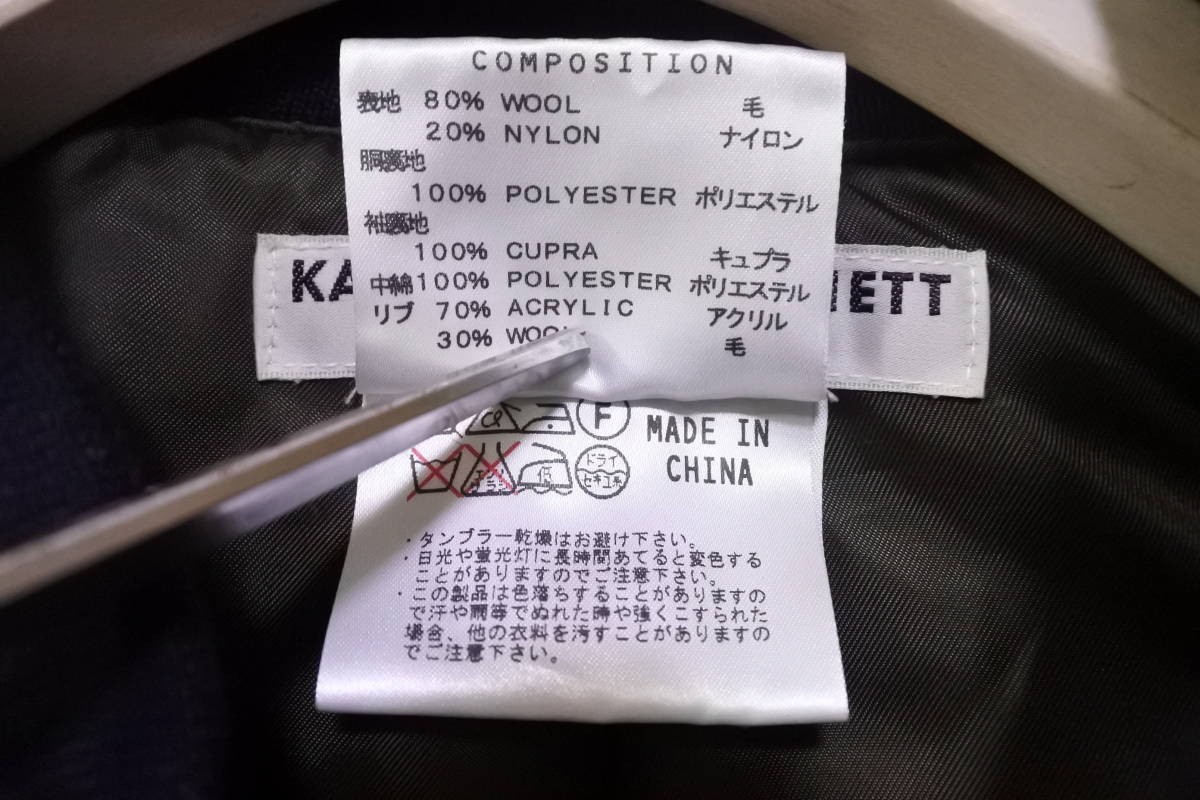 COMPOSITION
表地 80% WOOL 毛
20% NYLON ナイロン
胴裏地
100% POLYESTER ポリエステル
袖裏地
100% CUPRA キュプラ
中綿 100% POLYESTER ポリエステル
リブ 70% ACRYLIC アクリル
30% 毛
F
MADE IN
CHINA
低
ドライ
セキユ系
・タンブラー乾燥はお避け下さい。
・日光や蛍光灯に長時間あてると変色する
ことがありますのでご注意下さい。
・この製品は色落ちすることがありますの
で汗や雨等でぬれた時や強くこすられた
場合、他の衣料を汚すことがありますの
でご注意下さい。